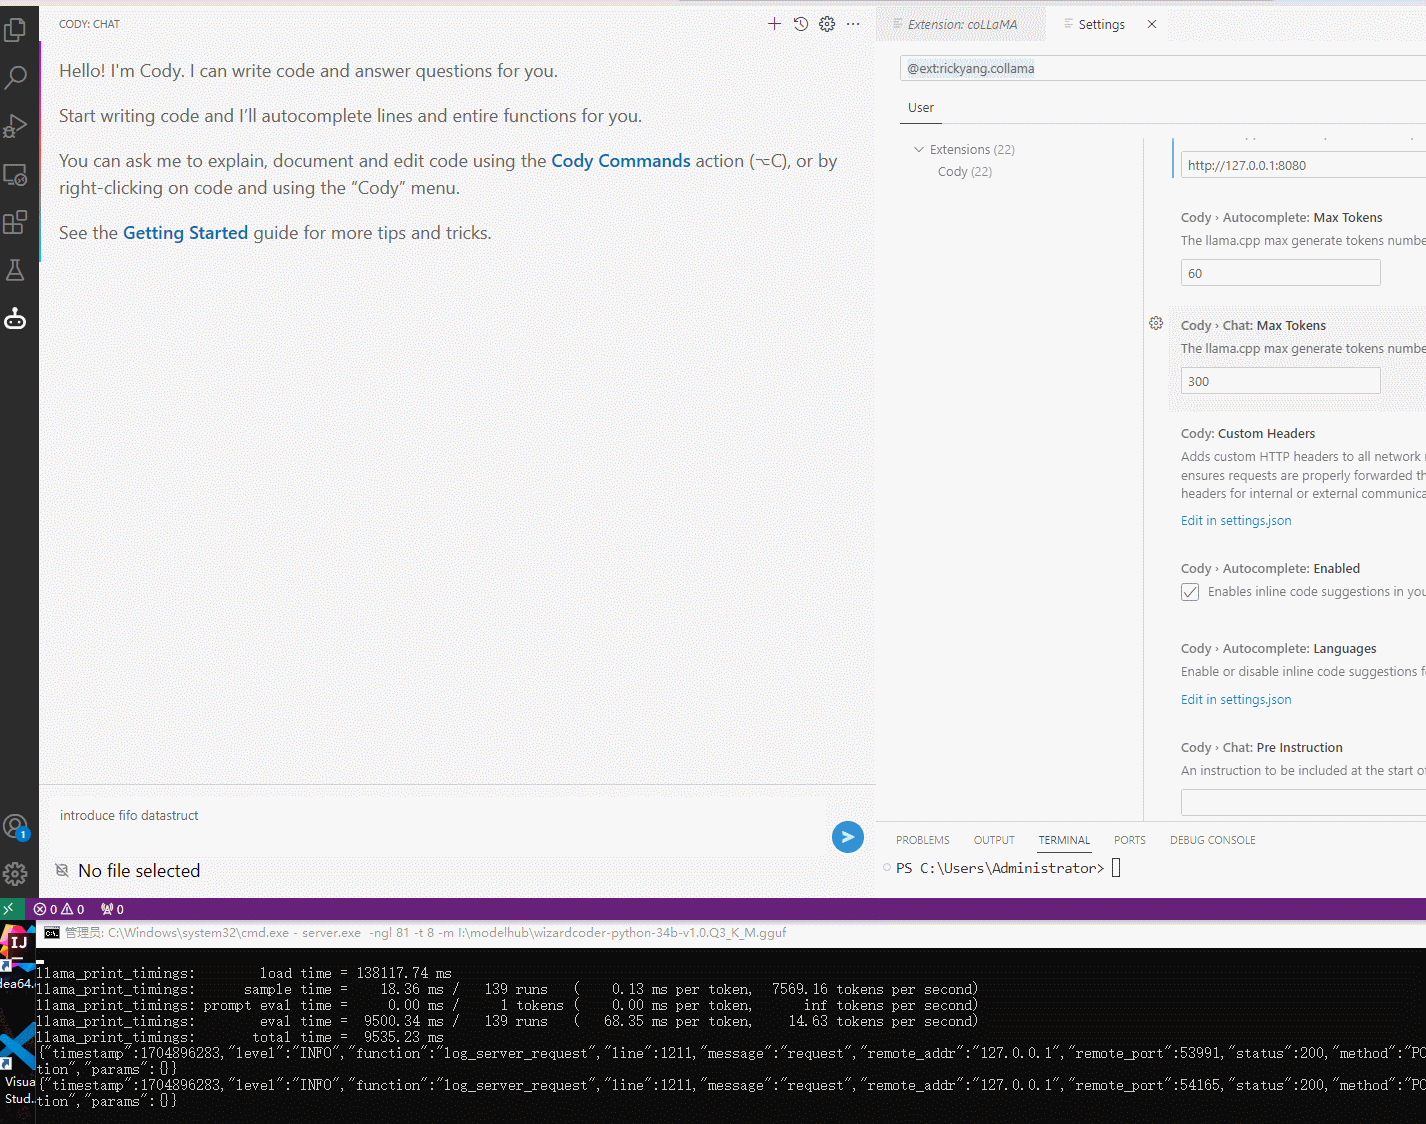 CODY: CHAT
Hello! I'm Cody. I can write code and answer questions for you.
Start writing code and I’ll autocomplete lines and entire functions for you.
You can ask me to explain, document and edit code using the Cody Commands action (⌥C), or by
right-clicking on code and using the “Cody” menu.
See the Getting Started guide for more tips and tricks.
introduce fifo datastruct
No file selected
1
Extension: coLLaMA
Settings
@ext:rickyang.collama
User
Extensions (22)
Cody (22)
http://127.0.0.1:8080
Cody › Autocomplete: Max Tokens
The llama.cpp max generate tokens numbe
60
Cody › Chat: Max Tokens
The llama.cpp max generate tokens numbe
300
Cody: Custom Headers
Adds custom HTTP headers to all network
ensures requests are properly forwarded th
headers for internal or external communica
Edit in settings.json
Cody › Autocomplete: Enabled
Enables inline code suggestions in you
Cody › Autocomplete: Languages
Enable or disable inline code suggestions f
Edit in settings.json
Cody › Chat: Pre Instruction
An instruction to be included at the start of
PROBLEMS OUTPUT TERMINAL PORTS DEBUG CONSOLE
PS C:\Users\Administrator>
0 0 0
管理员: C:\Windows\system32\cmd.exe - server.exe -ngl 81 -t 8 -m I:\modelhub\wizardcoder-python-34b-v1.0.Q3_K_M.gguf
llama_print_timings: load time = 138117.74 ms
llama_print_timings: sample time = 18.36 ms / 139 runs ( 0.13 ms per token, 7569.16 tokens per second)
llama_print_timings: prompt eval time = 0.00 ms / 1 tokens ( 0.00 ms per token, inf tokens per second)
llama_print_timings: eval time = 9500.34 ms / 139 runs ( 68.35 ms per token, 14.63 tokens per second)
llama_print_timings: total time = 9535.23 ms
{"timestamp":1704896283,"level":"INFO","function":"log_server_request","line":1211,"message":"request","remote_addr":"127.0.0.1","remote_port":53991,"status":200,"method":"PO
tion","params":{}}
{"timestamp":1704896283,"level":"INFO","function":"log_server_request","line":1211,"message":"request","remote_addr":"127.0.0.1","remote_port":54165,"status":200,"method":"PO
tion","params":{}}
IJ
dea64.
Visua
Stud..